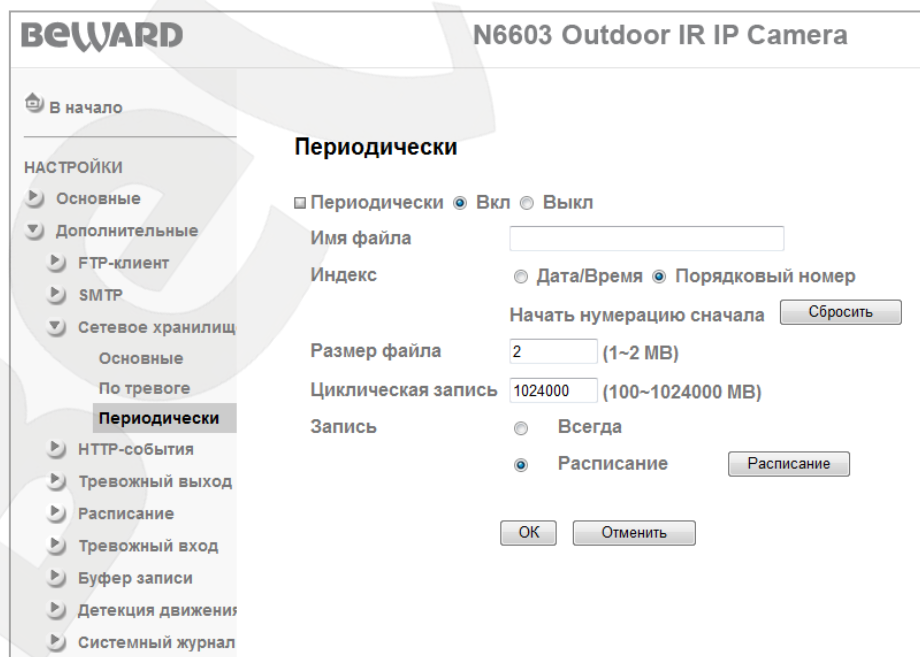 BEWARD
N6603 Outdoor IR IP Camera
В начало
НАСТРОЙКИ
Основные
Дополнительные
FTP-клиент
SMTP
Сетевое хранилищ
Основные
По тревоге
Периодически
HTTP-события
Тревожный выход
Расписание
Тревожный вход
Буфер записи
Детекция движения
Системный журнал
Периодически
Периодически Вкл Выкл
Имя файла
Индекс Дата/Время Порядковый номер
Начать нумерацию сначала Сбросить
Размер файла 2 (1~2 MB)
Циклическая запись 1024000 (100~1024000 MB)
Запись Всегда
Расписание Расписание
ОК Отменить